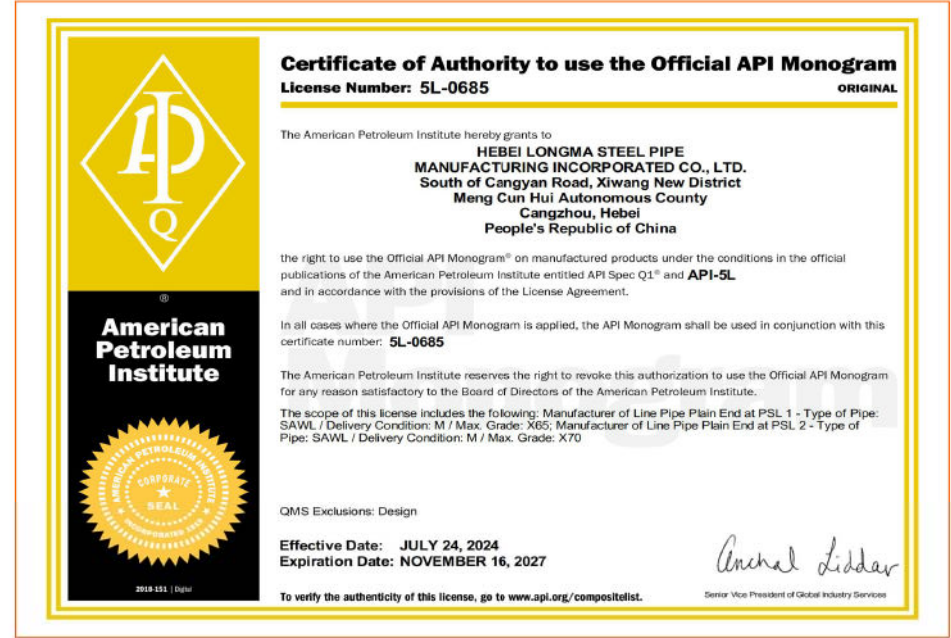 Certificate of Authority to use the Official API Monogram
License Number: 5L-0685
ORIGINAL
The American Petroleum Institute hereby grants to
HEBEI LONGMA STEEL PIPE
MANUFACTURING INCORPORATED CO., LTD.
South of Cangyan Road, Xiwang New District
Meng Cun Hui Autonomous County
Cangzhou, Hebei
People's Republic of China
the right to use the Official API Monogram® on manufactured products under the conditions in the official
publications of the American Petroleum Institute entitled API Spec Q1® and API-5L
and in accordance with the provisions of the License Agreement.
In all cases where the Official API Monogram is applied, the API Monogram shall be used in conjunction with this
certificate number: 5L-0685
The American Petroleum Institute reserves the right to revoke this authorization to use the Official API Monogram
for any reason satisfactory to the Board of Directors of the American Petroleum Institute.
The scope of this license includes the following: Manufacturer of Line Pipe Plain End at PSL 1 - Type of Pipe:
SAWL / Delivery Condition: M / Max. Grade: X65; Manufacturer of Line Pipe Plain End at PSL 2 - Type of
Pipe: SAWL / Delivery Condition: M / Max. Grade: X70
QMS Exclusions: Design
Effective Date: JULY 24, 2024
Expiration Date: NOVEMBER 16, 2027
To verify the authenticity of this license, go to www.api.org/compositelist.
Anchal Liddar
Senior Vice President of Global Industry Services
API
Q
®
American
Petroleum
Institute
AMERICAN PETROLEUM INSTITUTE
CORPORATE
SEAL
INCORPORATED 1919
2018-151 | Digital
API
Monogram